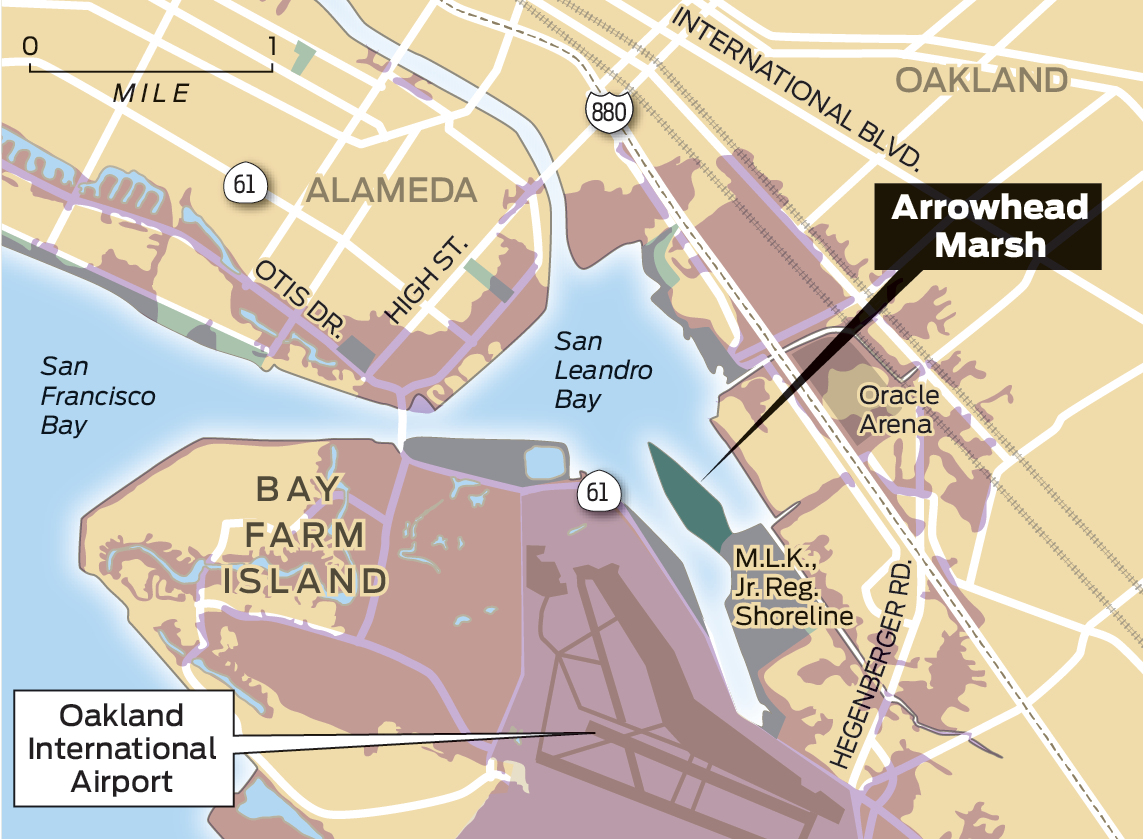 0 1
MILE
INTERNATIONAL BLVD.
OAKLAND
880
61
ALAMEDA
Arrowhead
Marsh
OTIS DR.
HIGH ST.
San
Francisco
Bay
San
Leandro
Bay
Oracle
Arena
61
BAY
FARM
ISLAND
M.L.K.,
Jr. Reg.
Shoreline
HEGENBERGER RD.
Oakland
International
Airport